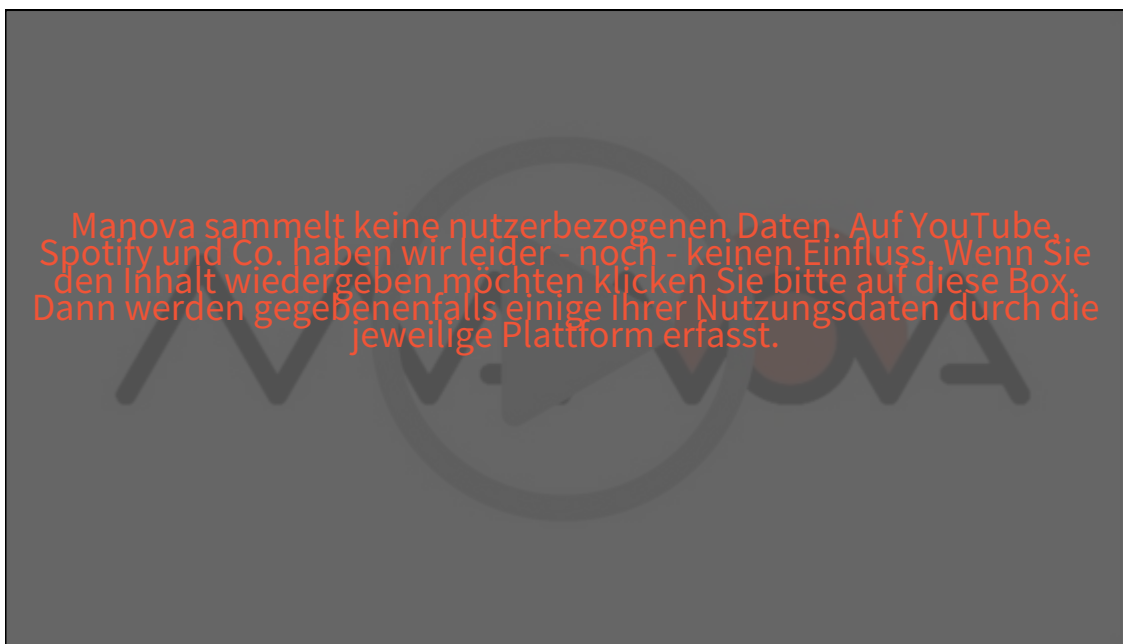 Manova sammelt keine nutzerbezogenen Daten. Auf YouTube,
Spotify und Co. haben wir leider - noch - keinen Einfluss. Wenn Sie
den Inhalt wiedergeben möchten klicken Sie bitte auf diese Box.
Dann werden gegebenenfalls einige Ihrer Nutzungsdaten durch die
jeweilige Plattform erfasst.
MANOVA